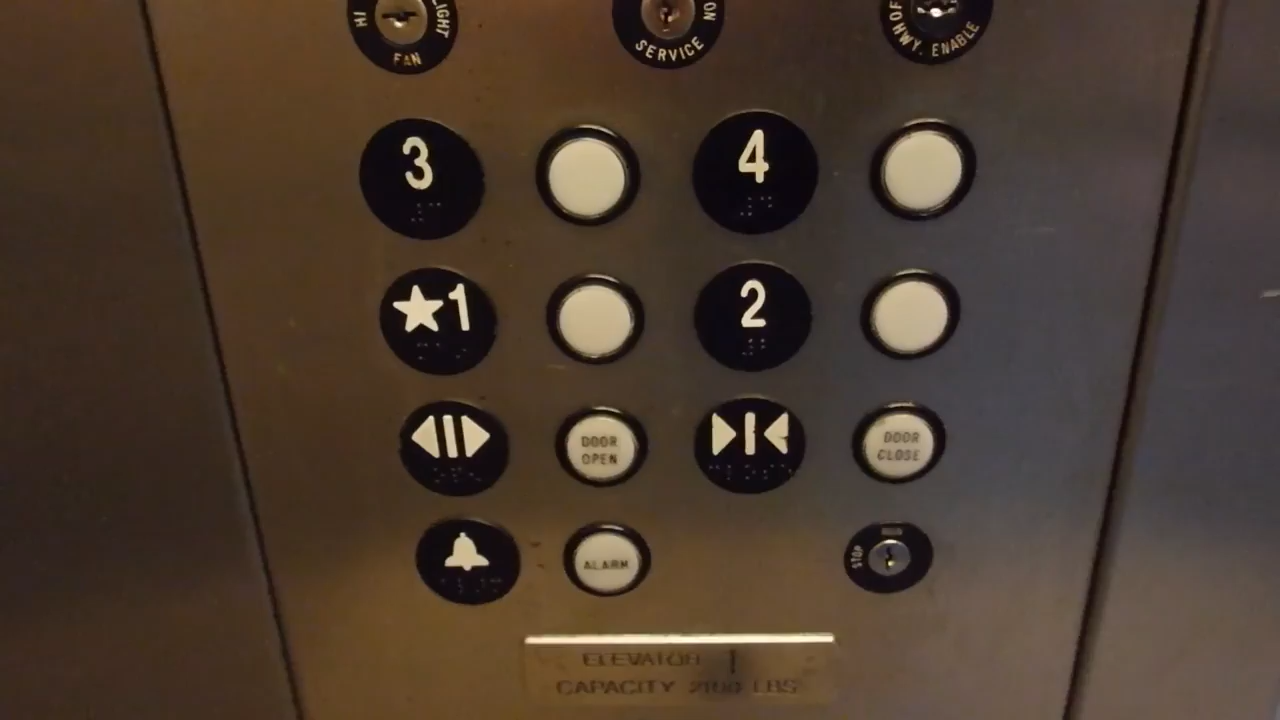 HI
LIGHT
FAN
ON
SERVICE
OF
HWY. ENABLE
3
4
★1
2
DOOR
OPEN
DOOR
CLOSE
ALARM
STOP
ELEVATOR 1
CAPACITY 2100 LBS